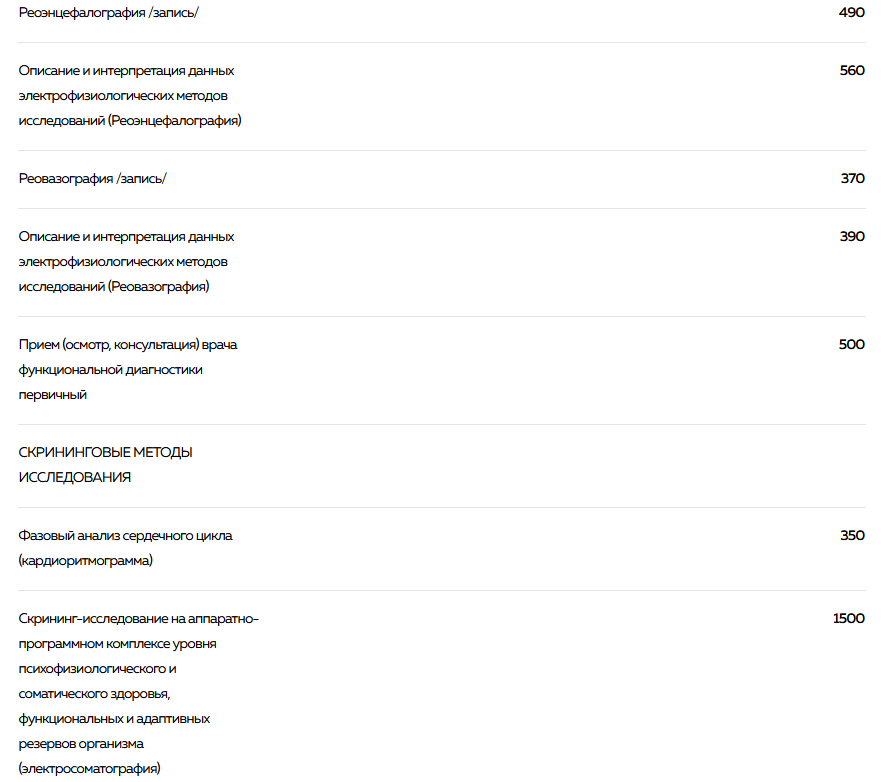 Реоэнцефалография /запись/ 490
Описание и интерпретация данных 560
электрофизиологических методов
исследований (Реоэнцефалография)
Реовазография /запись/ 370
Описание и интерпретация данных 390
электрофизиологических методов
исследований (Реовазография)
Прием (осмотр, консультация) врача 500
функциональной диагностики
первичный
СКРИНИНГОВЫЕ МЕТОДЫ
ИССЛЕДОВАНИЯ
Фазовый анализ сердечного цикла 350
(кардиоритмограмма)
Скрининг-исследование на аппаратно- 1500
программном комплексе уровня
психофизиологического и
соматического здоровья,
функциональных и адаптивных
резервов организма
(электросоматография)